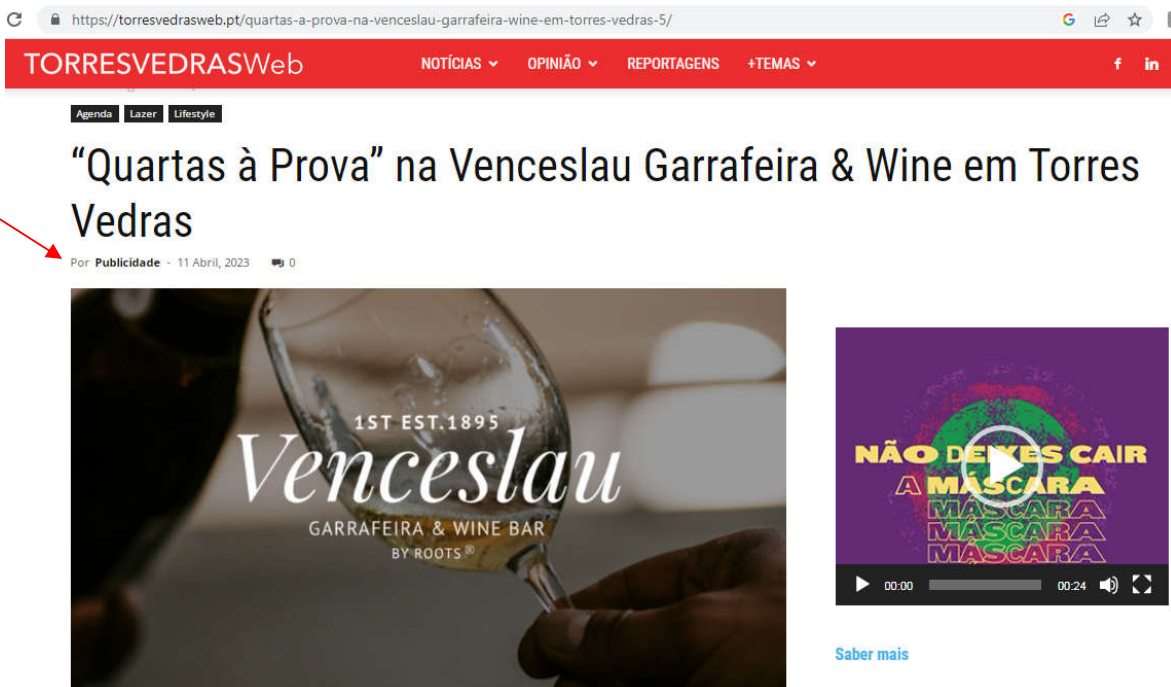 https://torresvedrasweb.pt/quartas-a-prova-na-venceslau-garrafeira-wine-em-torres-vedras-5/
TORRESVEDRASWeb NOTÍCIAS OPINIÃO REPORTAGENS +TEMAS f in
Agenda Lazer Lifestyle
“Quartas à Prova” na Venceslau Garrafeira & Wine em Torres
Vedras
Por Publicidade - 11 Abril, 2023 0
1ST EST.1895
Venceslau
GARRAFEIRA & WINE BAR
BY ROOTS ®
NÃO DEIXES CAIR
A MÁSCARA
MÁSCARA
MÁSCARA
MÁSCARA
00:00 00:24
Saber mais